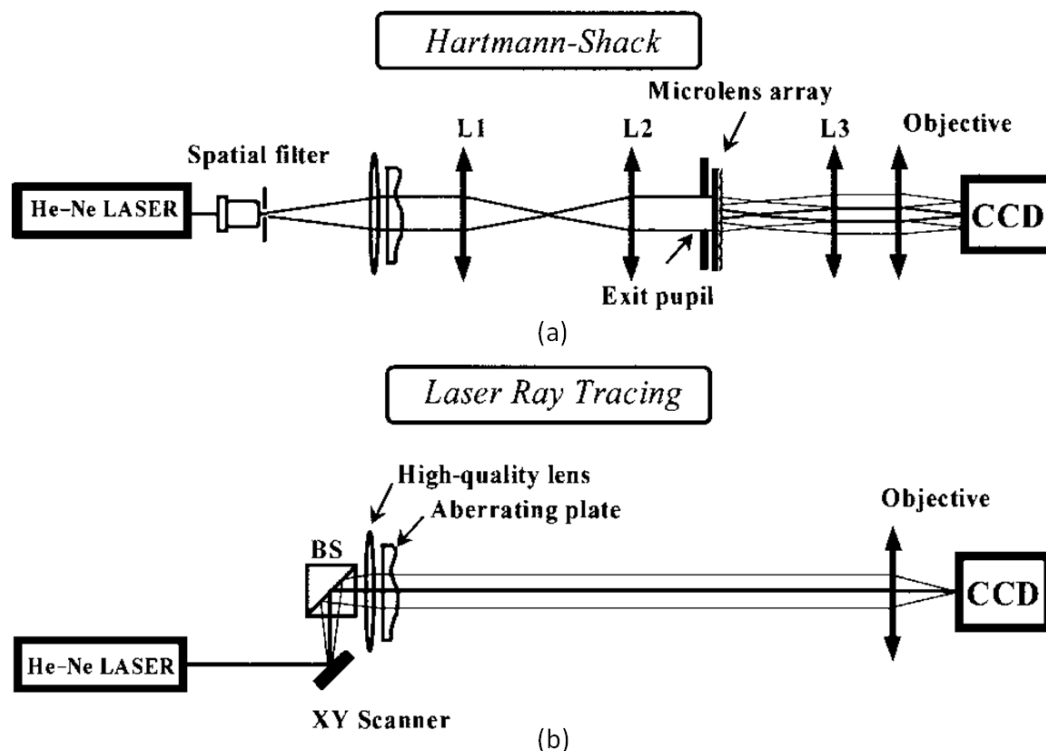 Hartmann-Shack
Microlens array
L1
L2
L3
Objective
Spatial filter
He-Ne LASER
CCD
Exit pupil
(a)
Laser Ray Tracing
High-quality lens
Aberrating plate
Objective
BS
CCD
He-Ne LASER
XY Scanner
(b)